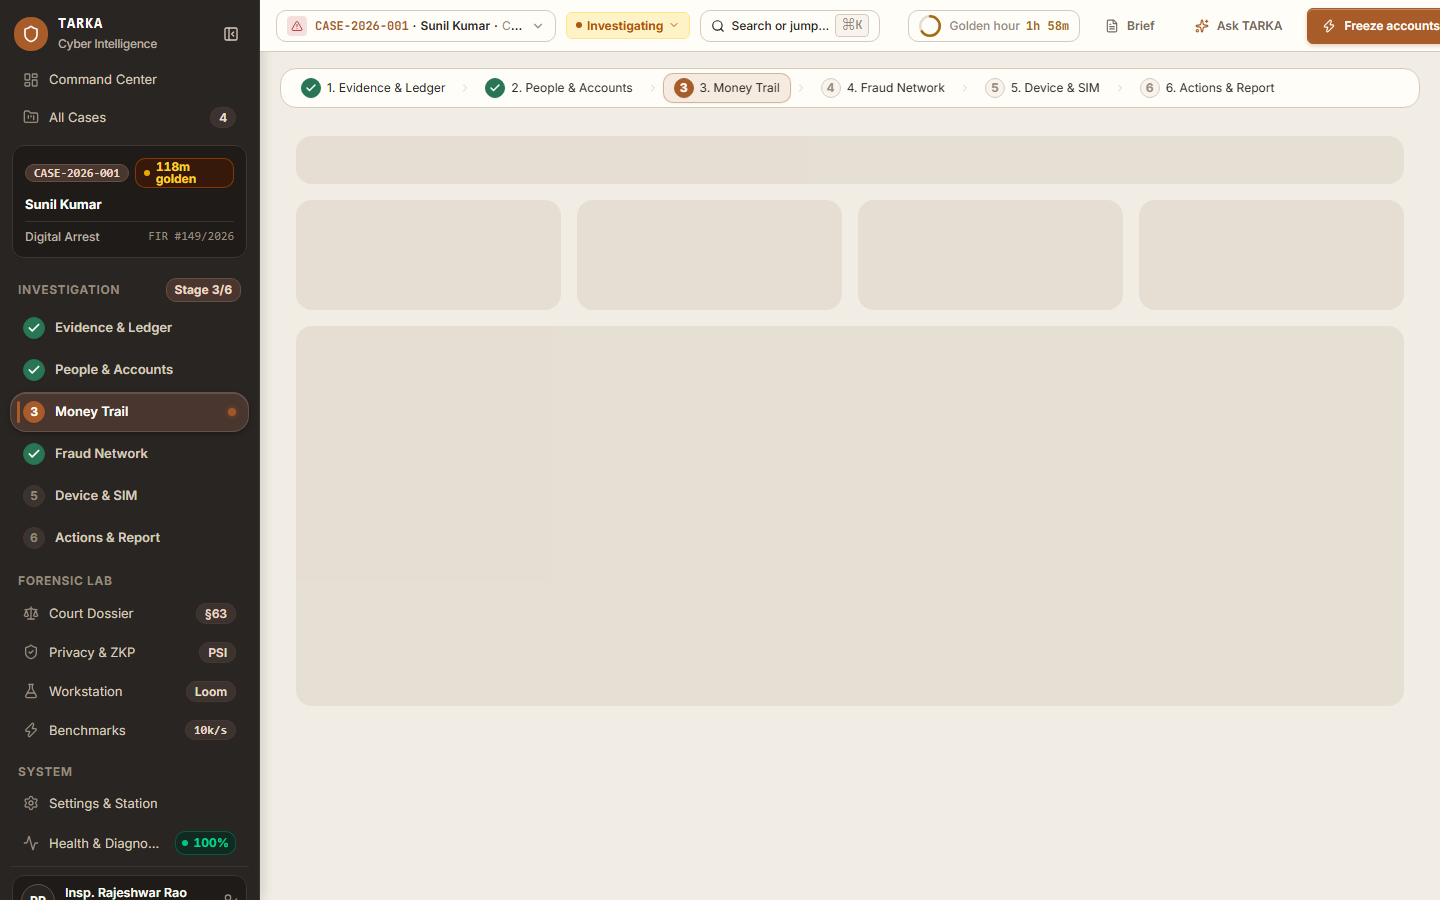 TARKA
Cyber Intelligence
Command Center
All Cases 4
CASE-2026-001 118m golden
Sunil Kumar
Digital Arrest FIR #149/2026
INVESTIGATION Stage 3/6
Evidence & Ledger
People & Accounts
3 Money Trail
Fraud Network
5 Device & SIM
6 Actions & Report
FORENSIC LAB
Court Dossier §63
Privacy & ZKP PSI
Workstation Loom
Benchmarks 10k/s
SYSTEM
Settings & Station
Health & Diagno... 100%
Insp. Rajeshwar Rao
CASE-2026-001 · Sunil Kumar · C... Investigating Search or jump... ⌘K Golden hour 1h 58m Brief Ask TARKA Freeze accounts
1. Evidence & Ledger 2. People & Accounts 3 3. Money Trail 4 4. Fraud Network 5 5. Device & SIM 6 6. Actions & Report